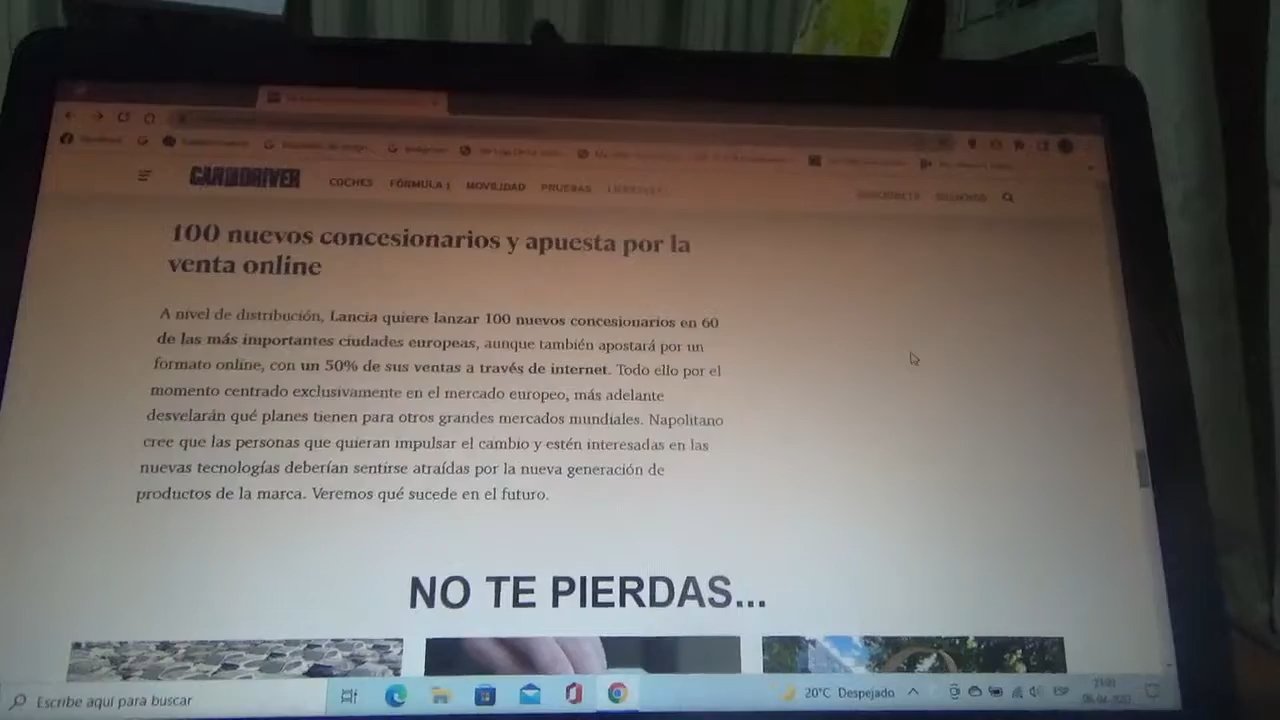 CAR AND DRIVER
COCHES FÓRMULA 1 MOVILIDAD PRUEBAS
100 nuevos concesionarios y apuesta por la
venta online
A nivel de distribución, Lancia quiere lanzar 100 nuevos concesionarios en 60
de las más importantes ciudades europeas, aunque también apostará por un
formato online, con un 50% de sus ventas a través de internet. Todo ello por el
momento centrado exclusivamente en el mercado europeo, más adelante
desvelarán qué planes tienen para otros grandes mercados mundiales. Napolitano
cree que las personas que quieran impulsar el cambio y estén interesadas en las
nuevas tecnologías deberían sentirse atraídas por la nueva generación de
productos de la marca. Veremos qué sucede en el futuro.
NO TE PIERDAS...
Escribe aquí para buscar
20°C Despejado
ESP